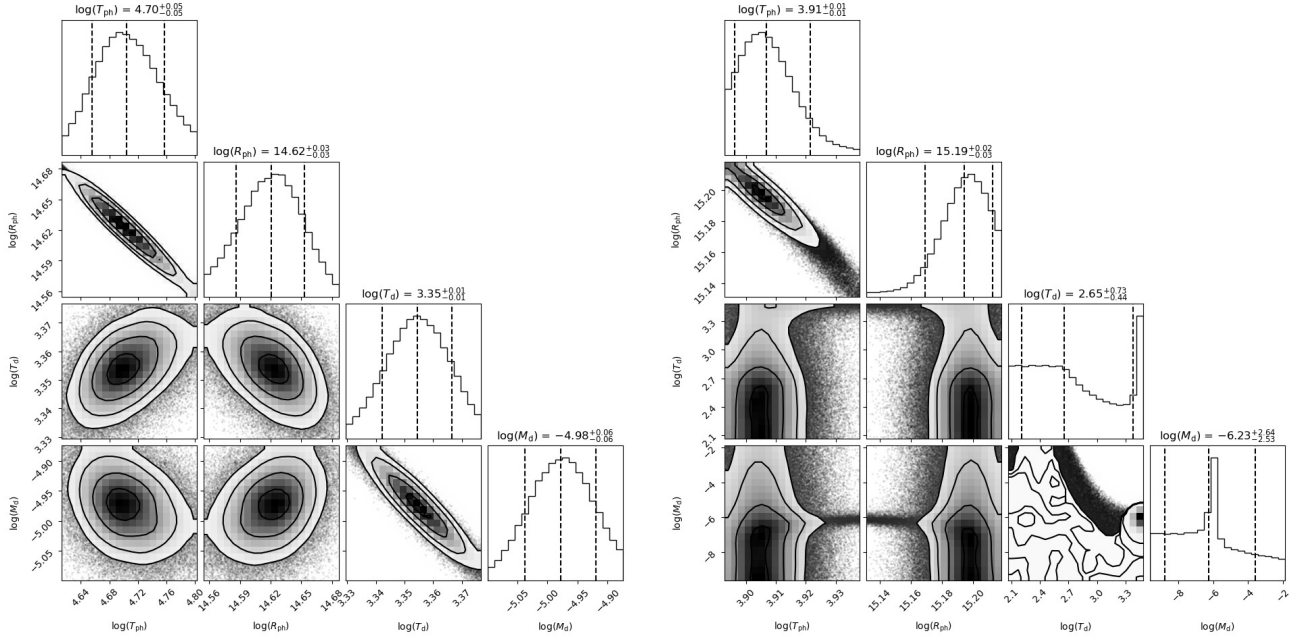 log(T_ph) = 4.70^{+0.05}_{-0.05}
log(R_ph) = 14.62^{+0.03}_{-0.03}
log(T_d) = 3.35^{+0.01}_{-0.01}
log(M_d) = −4.98^{+0.06}_{-0.06}
log(R_ph)
14.68
14.65
14.62
14.59
14.56
log(T_d)
3.37
3.36
3.35
3.34
3.33
log(M_d)
−4.90
−4.95
−5.00
−5.05
4.64
4.68
4.72
4.76
4.80
log(T_ph)
14.56
14.59
14.62
14.65
14.68
log(R_ph)
3.33
3.34
3.35
3.36
3.37
log(T_d)
−5.05
−5.00
−4.95
−4.90
log(M_d)
log(T_ph) = 3.91^{+0.01}_{-0.01}
log(R_ph) = 15.19^{+0.02}_{-0.03}
log(T_d) = 2.65^{+0.73}_{-0.44}
log(M_d) = −6.23^{+2.64}_{-2.53}
log(R_ph)
15.20
15.18
15.16
15.14
log(T_d)
3.3
3.0
2.7
2.4
2.1
log(M_d)
−2
−4
−6
−8
3.90
3.91
3.92
3.93
log(T_ph)
15.14
15.16
15.18
15.20
log(R_ph)
2.1
2.4
2.7
3.0
3.3
log(T_d)
−8
−6
−4
−2
log(M_d)